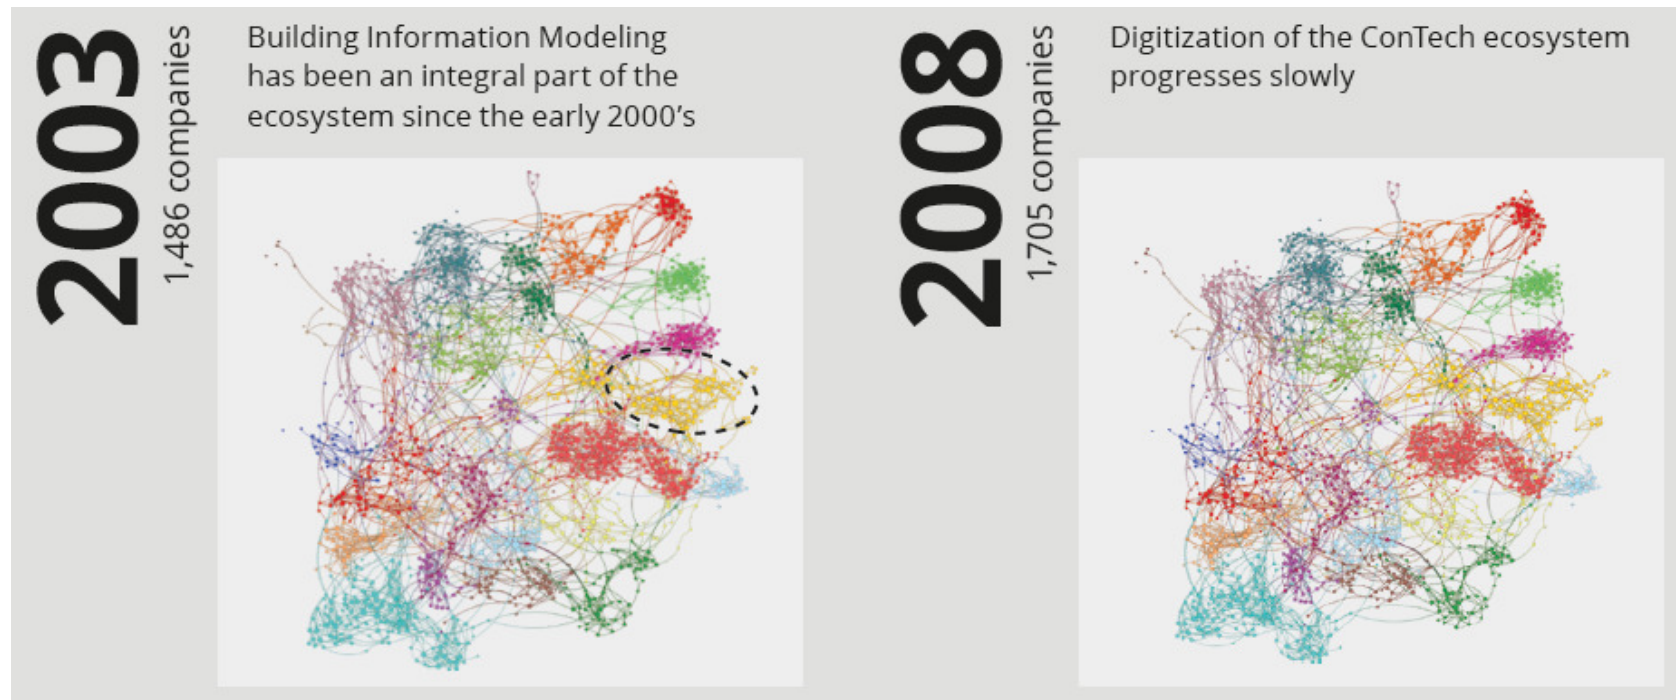 2003
1,486 companies
Building Information Modeling
has been an integral part of the
ecosystem since the early 2000's
2008
1,705 companies
Digitization of the ConTech ecosystem
progresses slowly